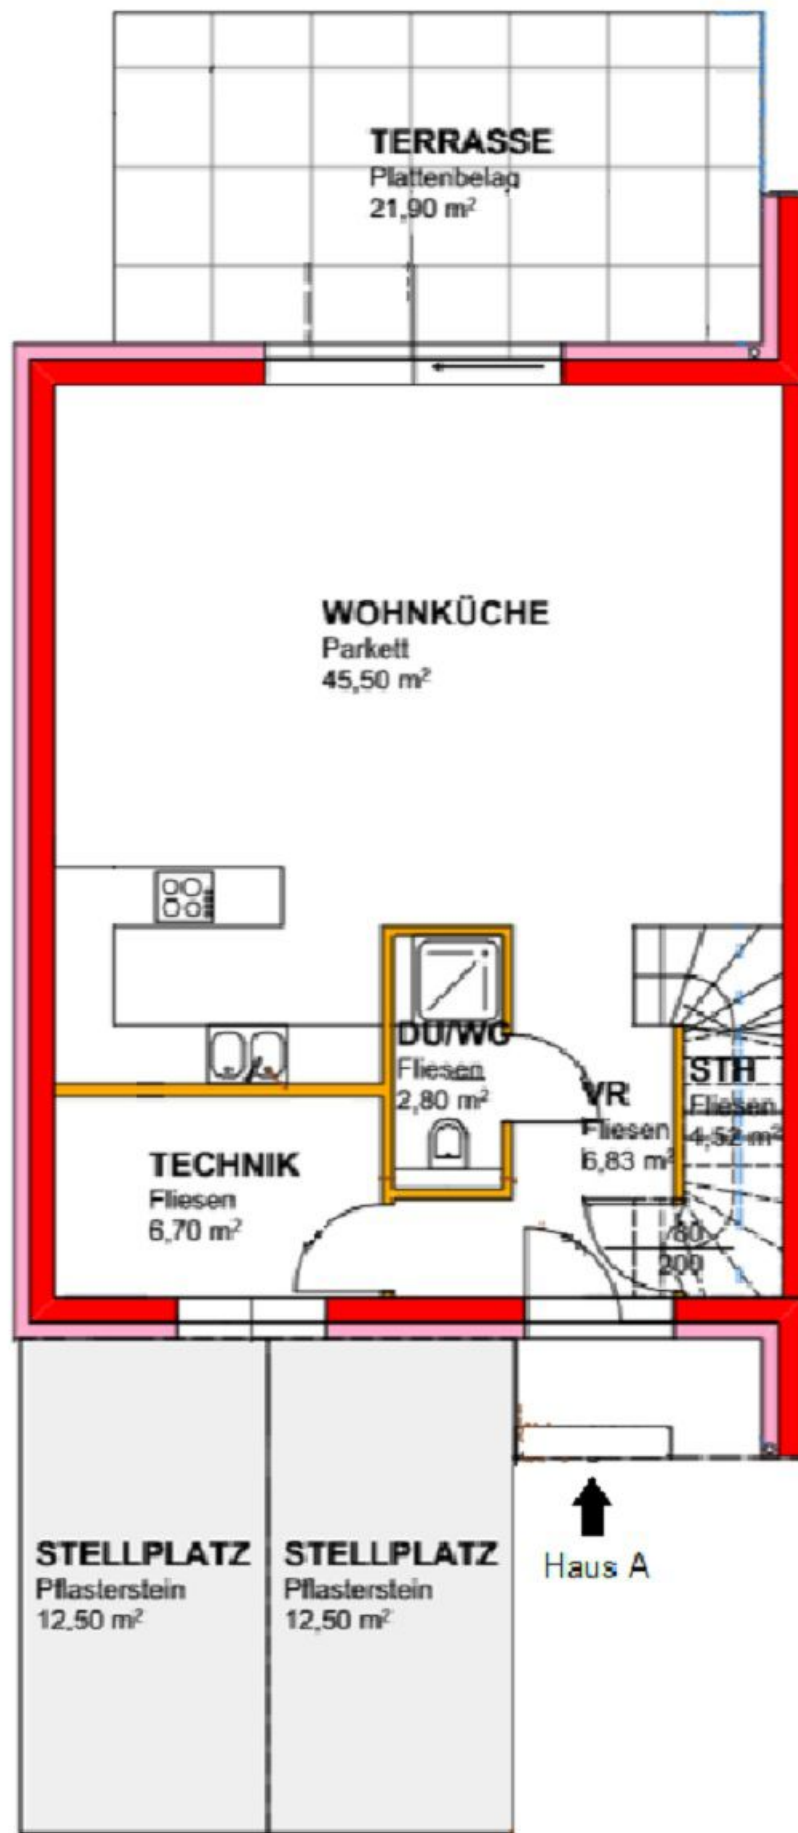 TERRASSE
Plattenbelag
21,90 m²
WOHNKÜCHE
Parkett
45,50 m²
DU/WC
Fliesen
2,80 m²
VR
Fliesen
6,83 m²
STH
Fliesen
4,52 m²
TECHNIK
Fliesen
6,70 m²
80
200
STELLPLATZ
Pflasterstein
12,50 m²
STELLPLATZ
Pflasterstein
12,50 m²
Haus A